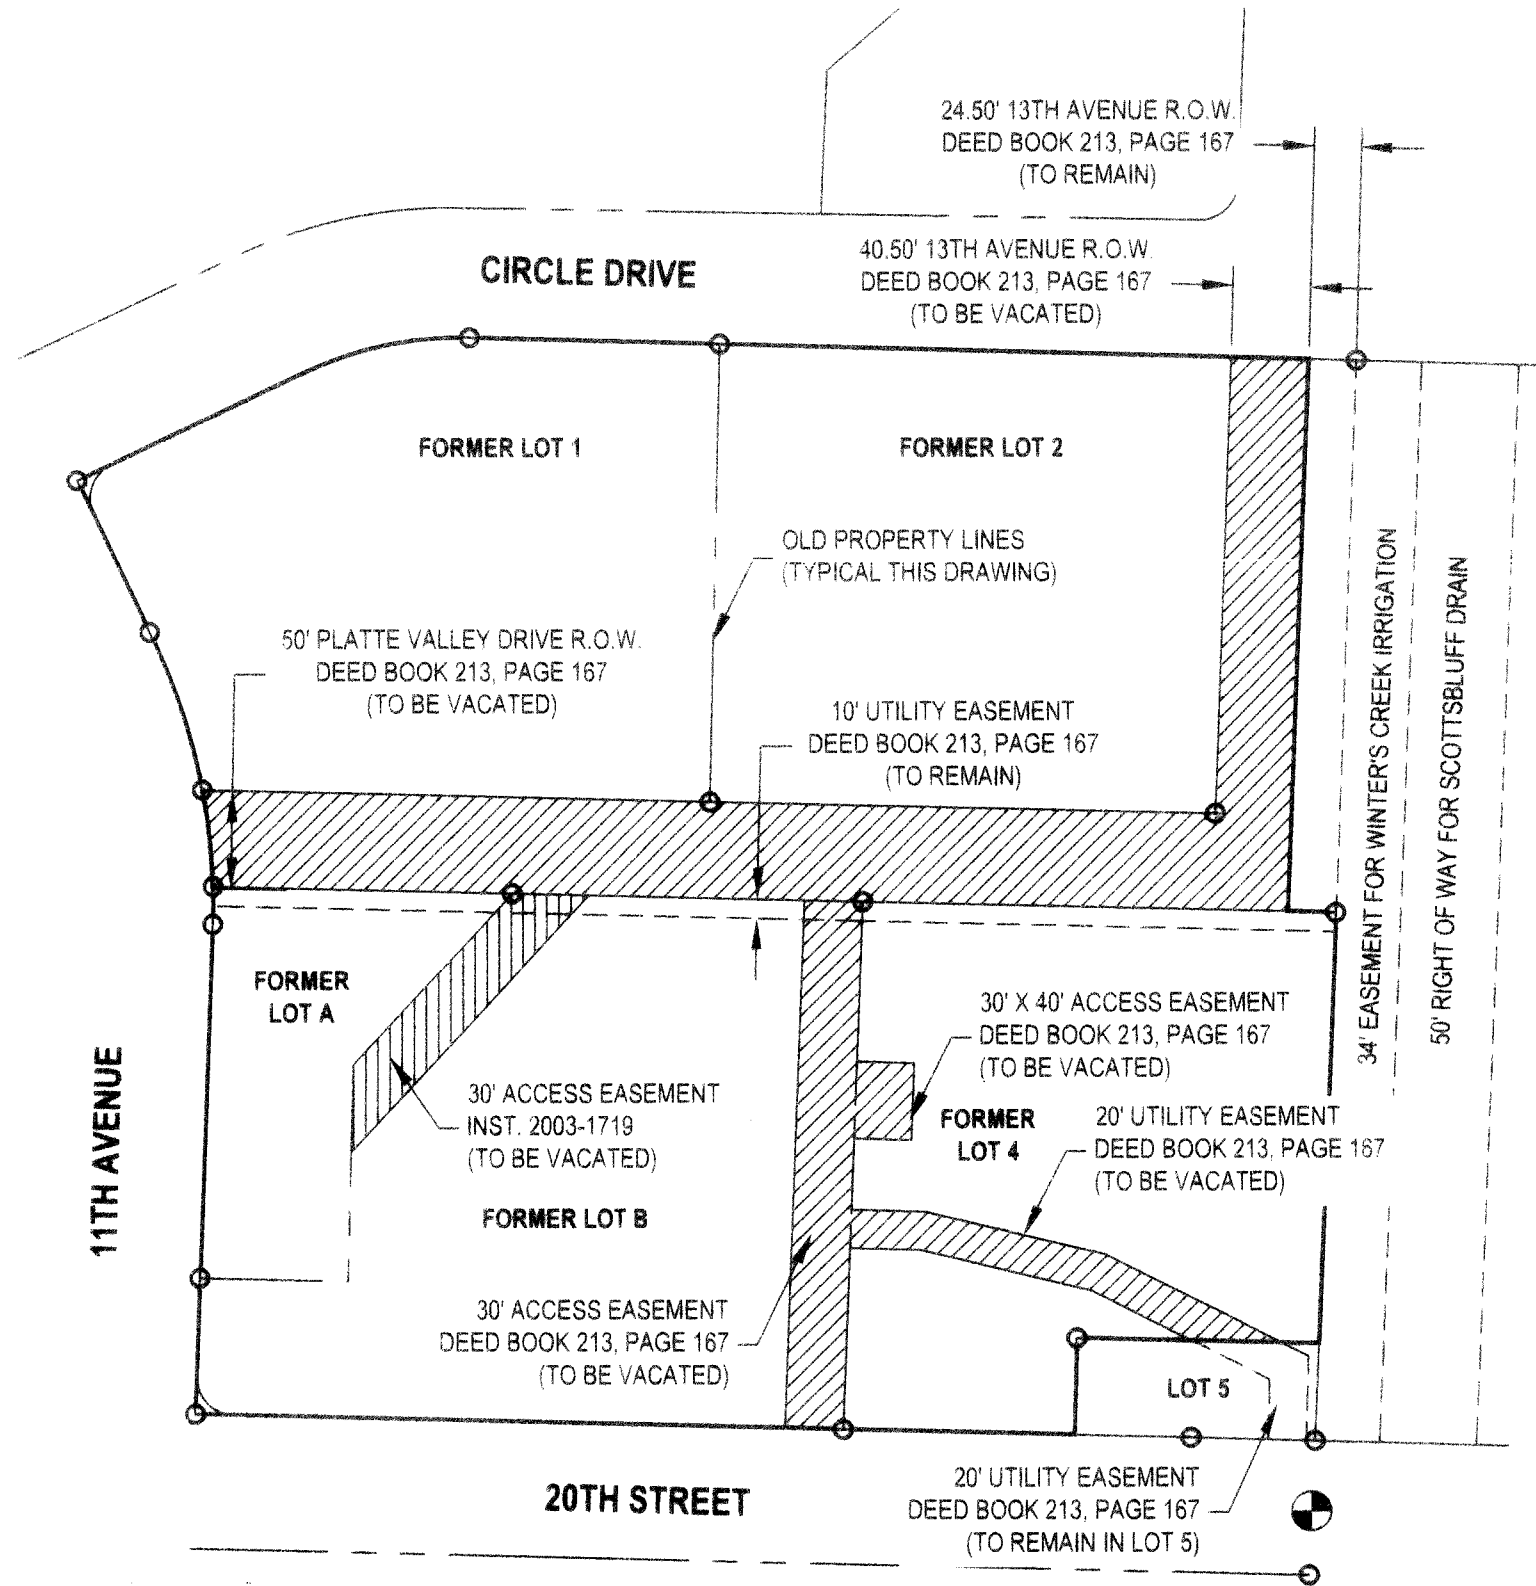 24.50' 13TH AVENUE R.O.W.
DEED BOOK 213, PAGE 167
(TO REMAIN)
40.50' 13TH AVENUE R.O.W.
DEED BOOK 213, PAGE 167
(TO BE VACATED)
CIRCLE DRIVE
FORMER LOT 1
FORMER LOT 2
OLD PROPERTY LINES
(TYPICAL THIS DRAWING)
50' PLATTE VALLEY DRIVE R.O.W.
DEED BOOK 213, PAGE 167
(TO BE VACATED)
10' UTILITY EASEMENT
DEED BOOK 213, PAGE 167
(TO REMAIN)
34' EASEMENT FOR WINTER'S CREEK IRRIGATION
50' RIGHT OF WAY FOR SCOTTSBLUFF DRAIN
FORMER
LOT A
30' X 40' ACCESS EASEMENT
DEED BOOK 213, PAGE 167
(TO BE VACATED)
11TH AVENUE
30' ACCESS EASEMENT
INST. 2003-1719
(TO BE VACATED)
FORMER
LOT 4
20' UTILITY EASEMENT
DEED BOOK 213, PAGE 167
(TO BE VACATED)
FORMER LOT B
30' ACCESS EASEMENT
DEED BOOK 213, PAGE 167
(TO BE VACATED)
LOT 5
20' UTILITY EASEMENT
DEED BOOK 213, PAGE 167
(TO REMAIN IN LOT 5)
20TH STREET